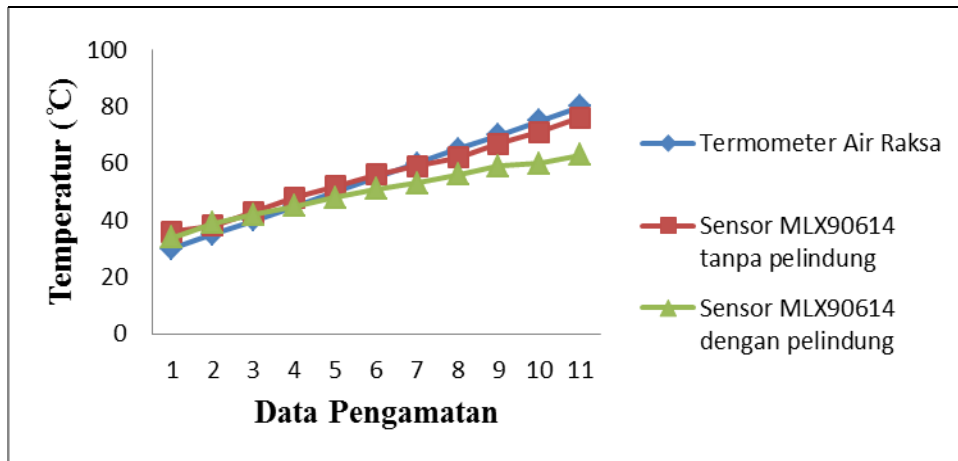 Temperatur (°C)
100
80
60
40
20
0
1 2 3 4 5 6 7 8 9 10 11
Data Pengamatan
Termometer Air Raksa
Sensor MLX90614
tanpa pelindung
Sensor MLX90614
dengan pelindung